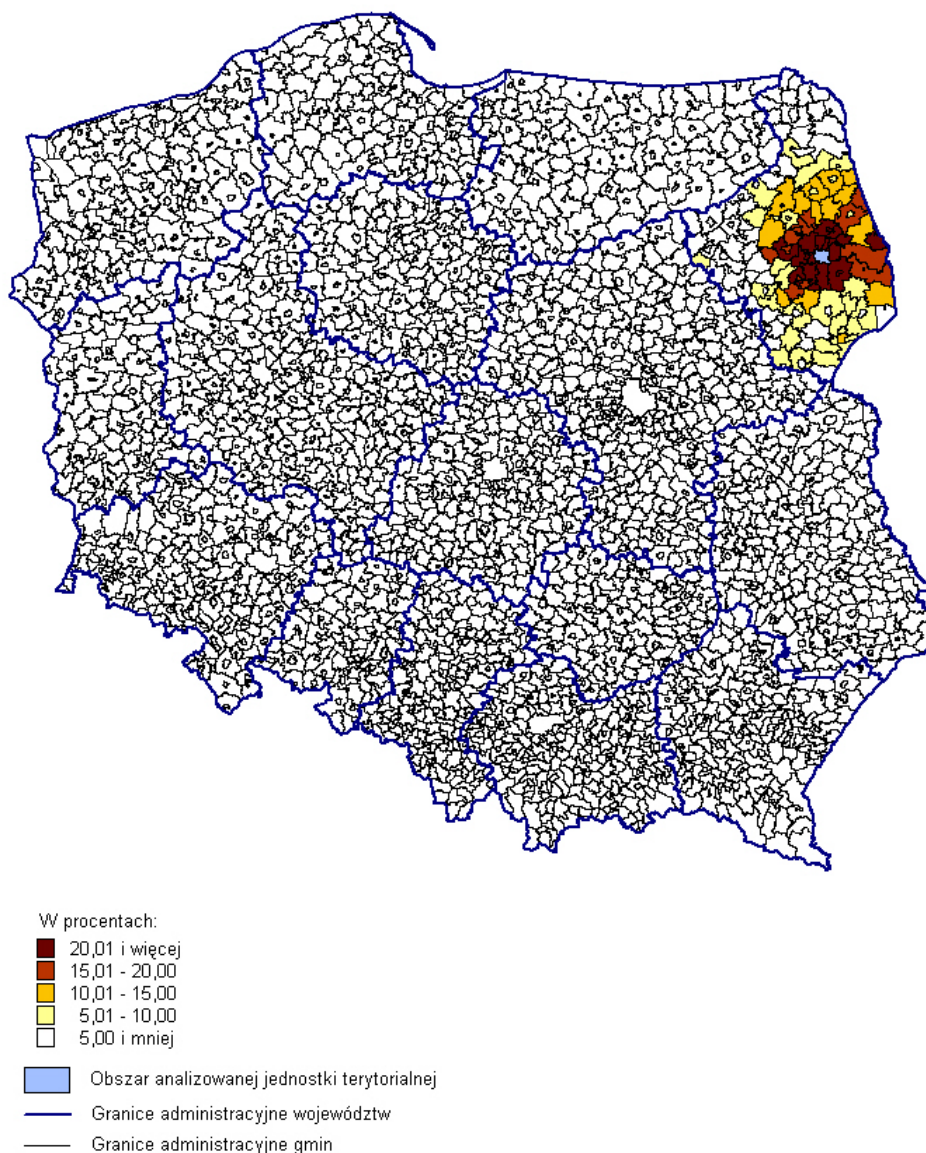 W procentach:
20,01 i więcej
15,01 - 20,00
10,01 - 15,00
5,01 - 10,00
5,00 i mniej
Obszar analizowanej jednostki terytorialnej
Granice administracyjne województw
Granice administracyjne gmin